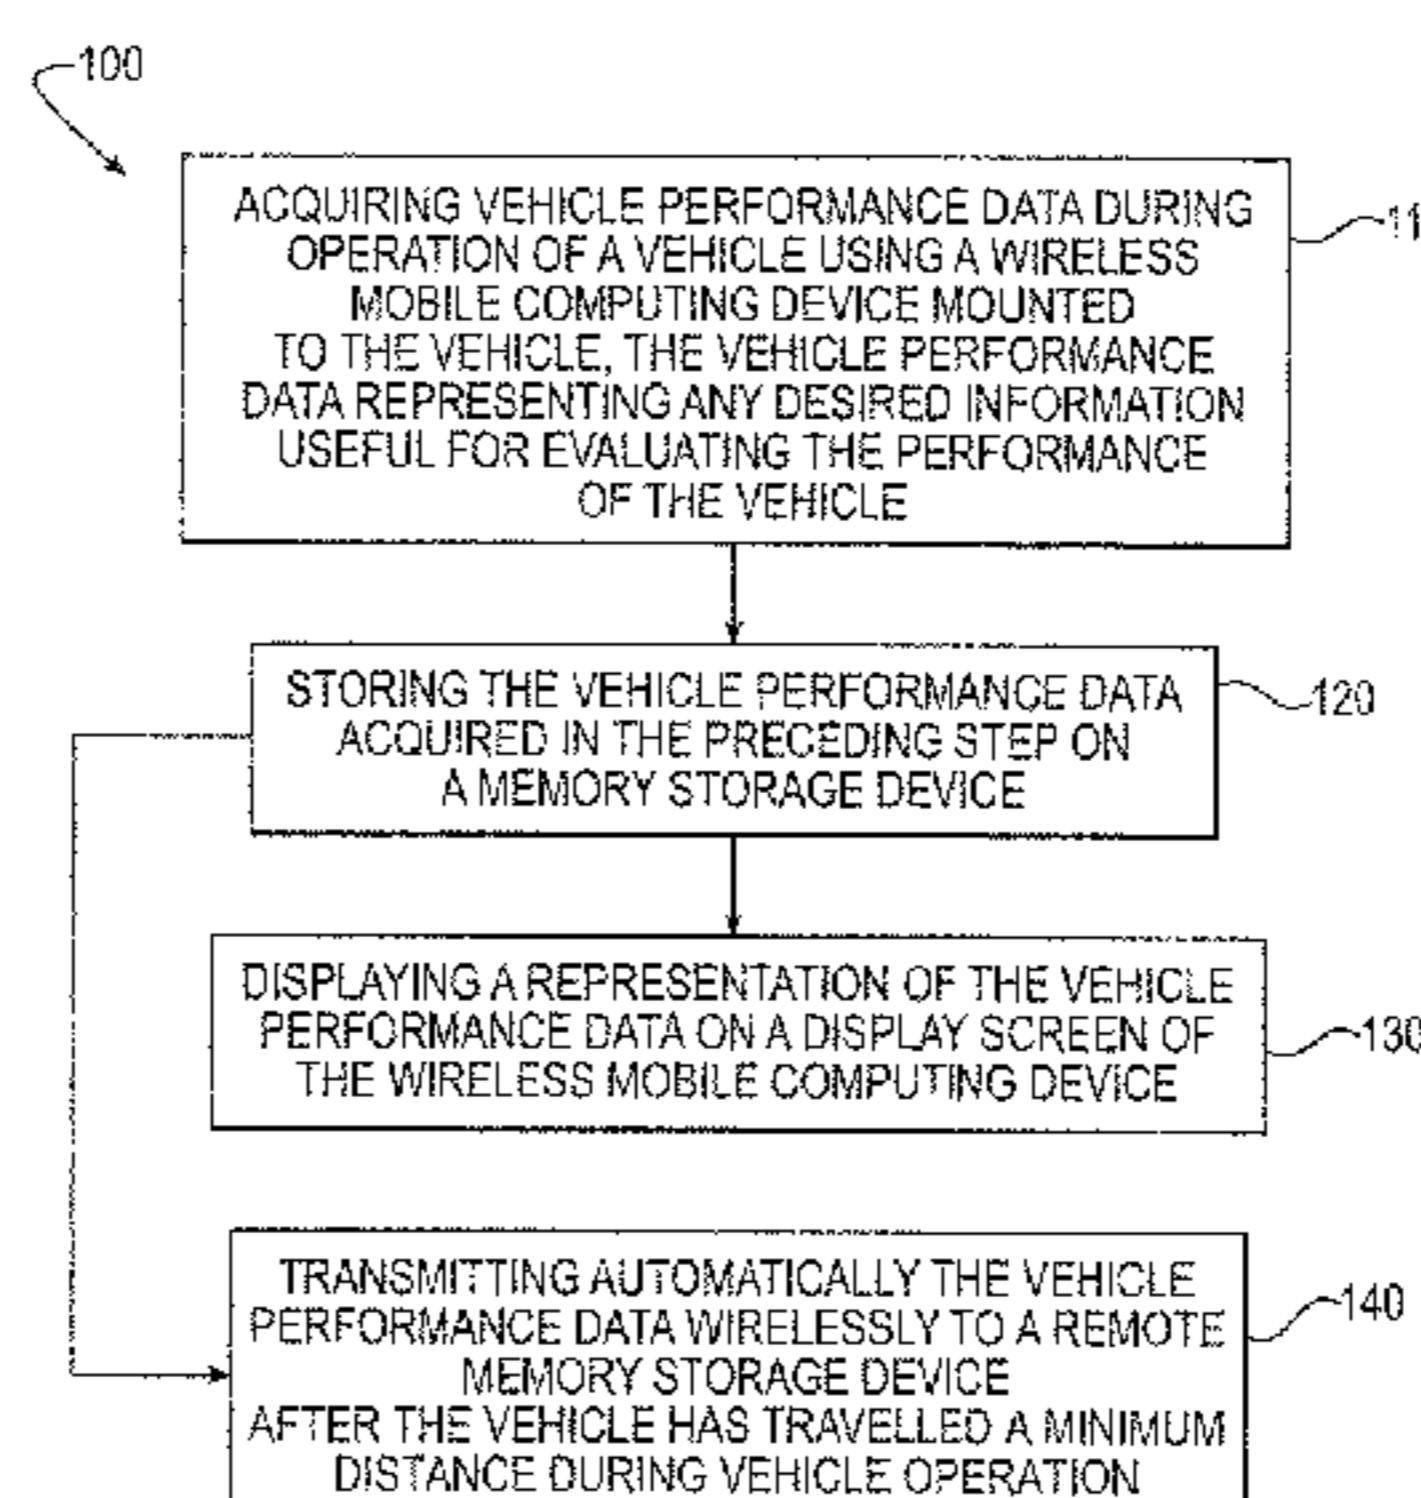 100
ACQUIRING VEHICLE PERFORMANCE DATA DURING
OPERATION OF A VEHICLE USING A WIRELESS
MOBILE COMPUTING DEVICE MOUNTED
TO THE VEHICLE, THE VEHICLE PERFORMANCE
DATA REPRESENTING ANY DESIRED INFORMATION
USEFUL FOR EVALUATING THE PERFORMANCE
OF THE VEHICLE
11
STORING THE VEHICLE PERFORMANCE DATA
ACQUIRED IN THE PRECEDING STEP ON
A MEMORY STORAGE DEVICE
120
DISPLAYING A REPRESENTATION OF THE VEHICLE
PERFORMANCE DATA ON A DISPLAY SCREEN OF
THE WIRELESS MOBILE COMPUTING DEVICE
130
TRANSMITTING AUTOMATICALLY THE VEHICLE
PERFORMANCE DATA WIRELESSLY TO A REMOTE
MEMORY STORAGE DEVICE
AFTER THE VEHICLE HAS TRAVELLED A MINIMUM
DISTANCE DURING VEHICLE OPERATION
140